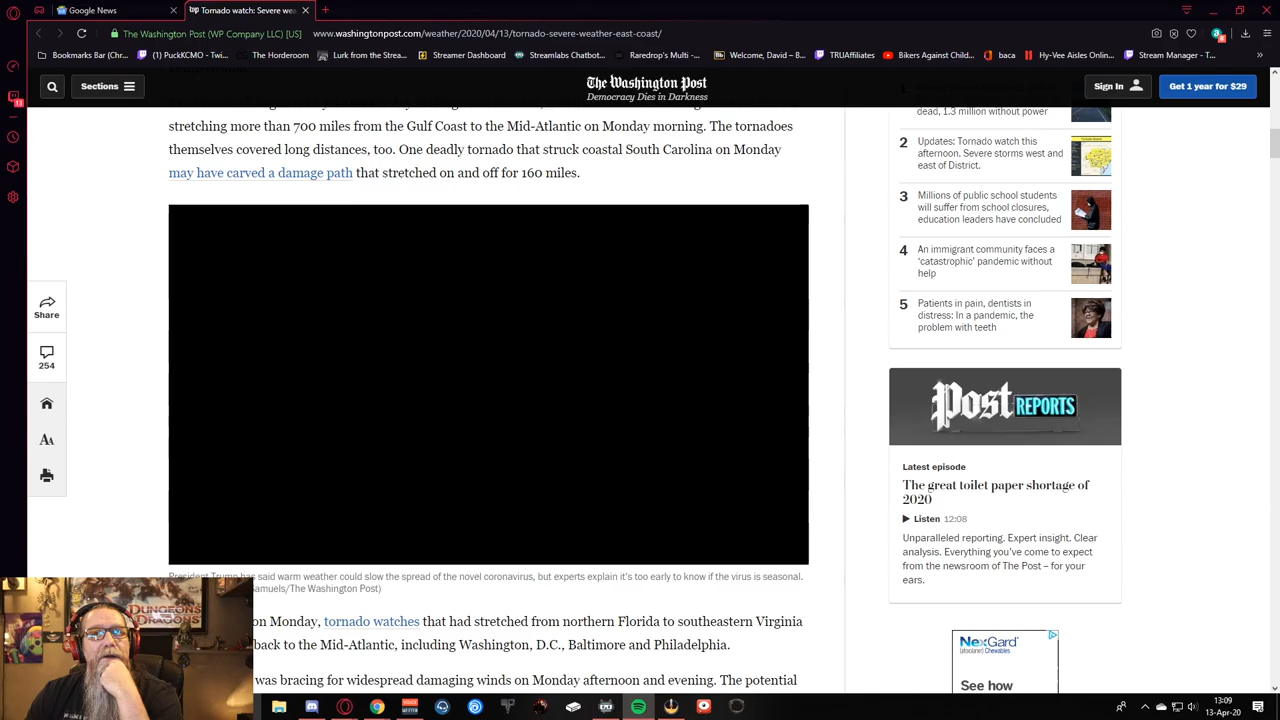 Tornado watch: Severe weathe
The Washington Post (WP Company LLC) [US]
www.washingtonpost.com/weather/2020/04/13/tornado-severe-weather-east-coast/
Bookmarks Bar (Chr...
(2) PuckKCMO - Twi...
The Horderoom
Lurk from the Strea...
Streamer Dashboard
Streamlabs Chatbot...
Raredrop's Multi -...
Welcome, David – B...
TRUAffiliates
Bikers Against Child...
baca
Hy-Vee Aisles Onlin...
Stream Manager - T...
Sections
The Washington Post
Democracy Dies in Darkness
Sign In
Get 1 year for $29
stretching more than 700 miles from the Gulf Coast to the Mid-Atlantic on Monday morning. The tornadoes
themselves covered long distances, too. One deadly tornado that struck coastal South Carolina on Monday
may have carved a damage path that stretched on and off for 160 miles.
Share
254
AA
President Trump has said warm weather could slow the spread of the novel coronavirus, but experts explain it's too early to know if the virus is seasonal.
Samuels/The Washington Post)
on Monday, tornado watches that had stretched from northern Florida to southeastern Virginia
back to the Mid-Atlantic, including Washington, D.C., Baltimore and Philadelphia.
was bracing for widespread damaging winds on Monday afternoon and evening. The potential
dead, 1.3 million without power
2 Updates: Tornado watch this
afternoon. Severe storms west and
east of District.
3 Millions of public school students
will suffer from school closures,
education leaders have concluded
4 An immigrant community faces a
'catastrophic' pandemic without
help
5 Patients in pain, dentists in
distress: In a pandemic, the
problem with teeth
Post REPORTS
Latest episode
The great toilet paper shortage of
2020
Listen 12:08
Unparalleled reporting. Expert insight. Clear
analysis. Everything you've come to expect
from the newsroom of The Post – for your
ears.
NexGard
(afoxolaner) Chewables
See how
DUNGEONS
DRAGONS
13:09
13-Apr-20